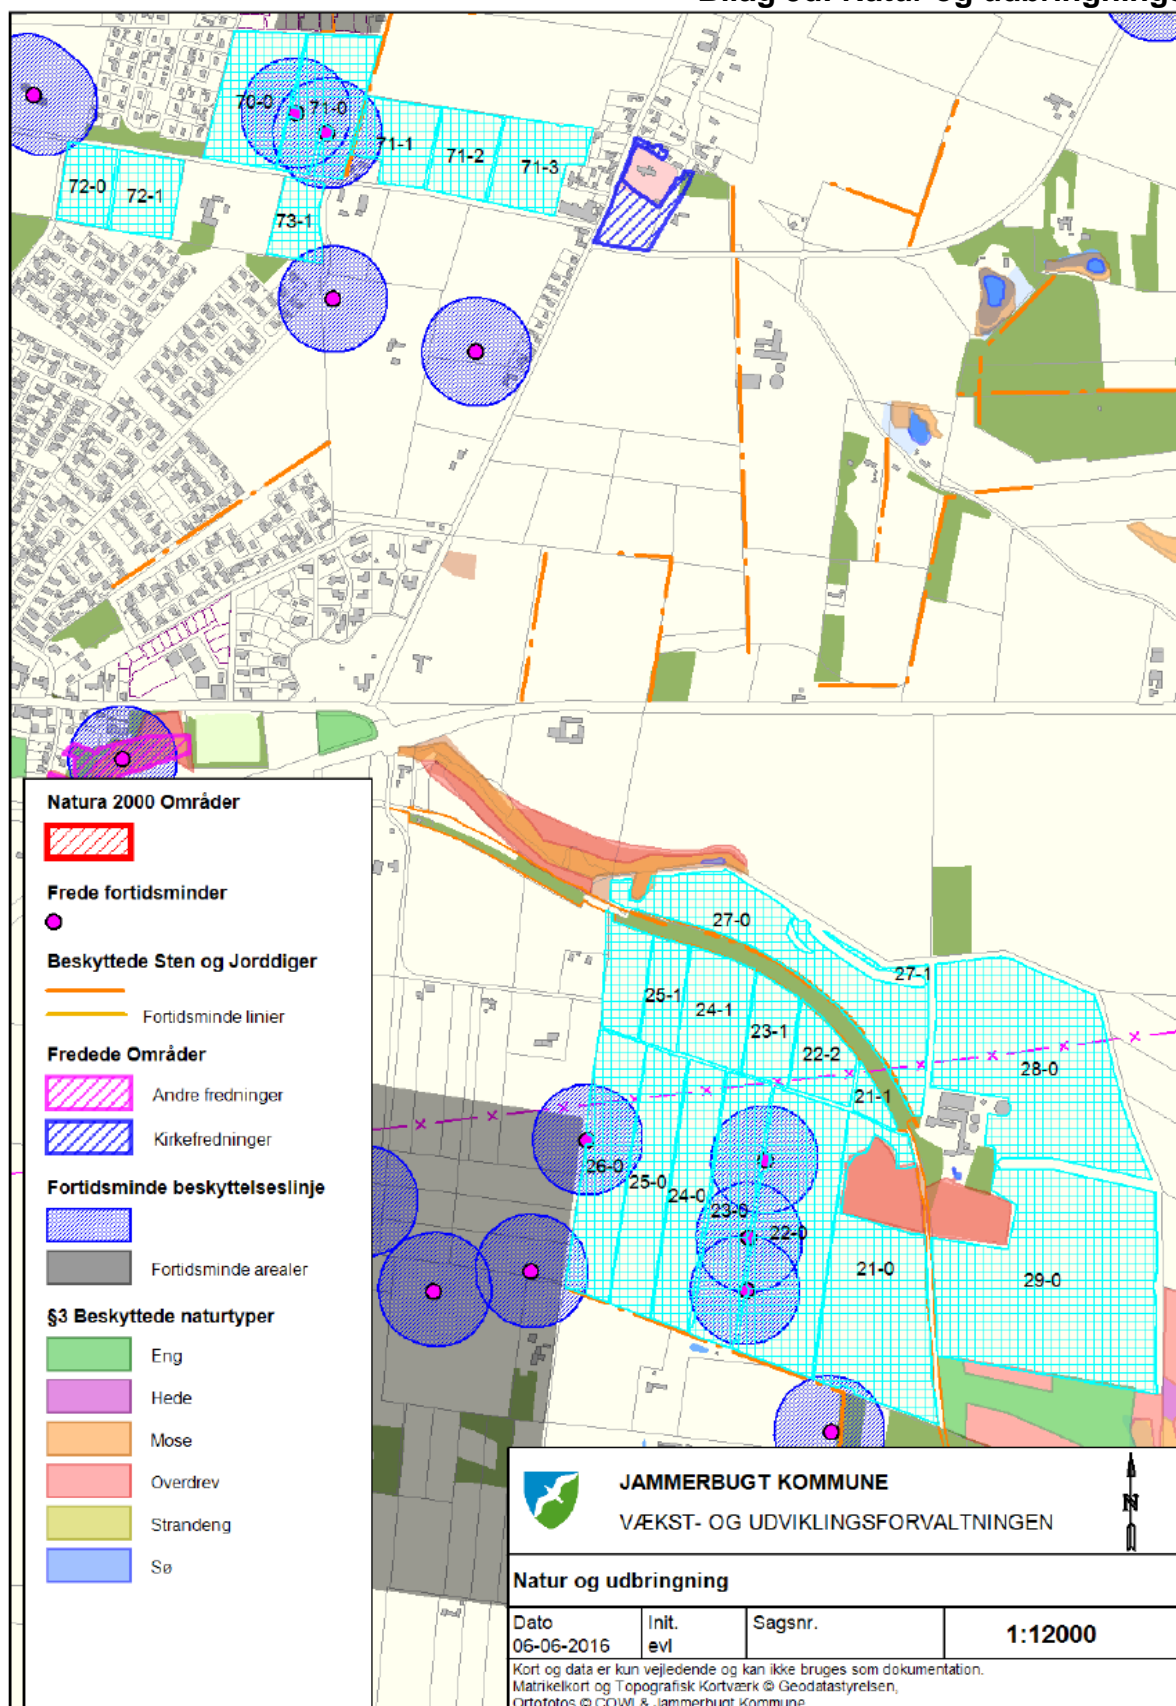 70-0
71-0
71-1
71-2
71-3
72-0
72-1
73-1
27-0
27-1
25-1
24-1
23-1
22-2
21-1
28-0
26-0
25-0
24-0
23-0
22-0
21-0
29-0
Natura 2000 Områder
Frede fortidsminder
Beskyttede Sten og Jorddiger
Fortidsminde linier
Fredede Områder
Andre fredninger
Kirkefredninger
Fortidsminde beskyttelseslinje
Fortidsminde arealer
§3 Beskyttede naturtyper
Eng
Hede
Mose
Overdrev
Strandeng
Sø
JAMMERBUGT KOMMUNE
VÆKST- OG UDVIKLINGSFORVALTNINGEN
N
Natur og udbringning
Dato
06-06-2016
Init.
evl
Sagsnr.
1:12000
Kort og data er kun vejledende og kan ikke bruges som dokumentation.
Matrikelkort og Topografisk Kortværk © Geodatastyrelsen,
Ortofotos © COWI & Jammerbugt Kommune